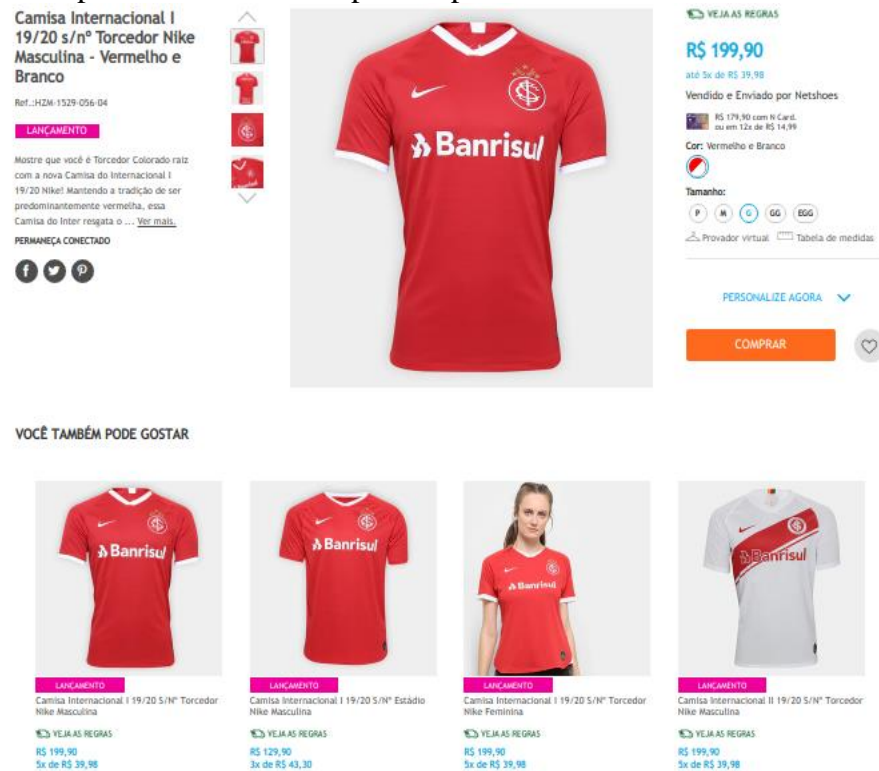 Camisa Internacional I
19/20 s/nº Torcedor Nike
Masculina - Vermelho e
Branco
Ref.:HZM-1529-056-04
LANÇAMENTO
Mostre que você é Torcedor Colorado raiz
com a nova Camisa do Internacional I
19/20 Nike! Mantendo a tradição de ser
predominantemente vermelha, essa
Camisa do Inter resgata o ... Ver mais.
PERMANEÇA CONECTADO
Banrisul
VEJA AS REGRAS
R$ 199,90
até 5x de R$ 39,98
Vendido e Enviado por Netshoes
R$ 179,90 com N Card.
ou em 12x de R$ 14,99
Cor: Vermelho e Branco
Tamanho:
P M G GG EGG
Provador virtual Tabela de medidas
PERSONALIZE AGORA
COMPRAR
VOCÊ TAMBÉM PODE GOSTAR
Banrisul
LANÇAMENTO
Camisa Internacional I 19/20 S/Nº Torcedor
Nike Masculina
VEJA AS REGRAS
R$ 199,90
5x de R$ 39,98
Banrisul
LANÇAMENTO
Camisa Internacional I 19/20 S/Nº Estádio
Nike Masculina
VEJA AS REGRAS
R$ 129,90
3x de R$ 43,30
Banrisul
LANÇAMENTO
Camisa Internacional I 19/20 S/Nº Torcedor
Nike Feminina
VEJA AS REGRAS
R$ 199,90
5x de R$ 39,98
Banrisul
LANÇAMENTO
Camisa Internacional II 19/20 S/Nº Torcedor
Nike Masculina
VEJA AS REGRAS
R$ 199,90
5x de R$ 39,98